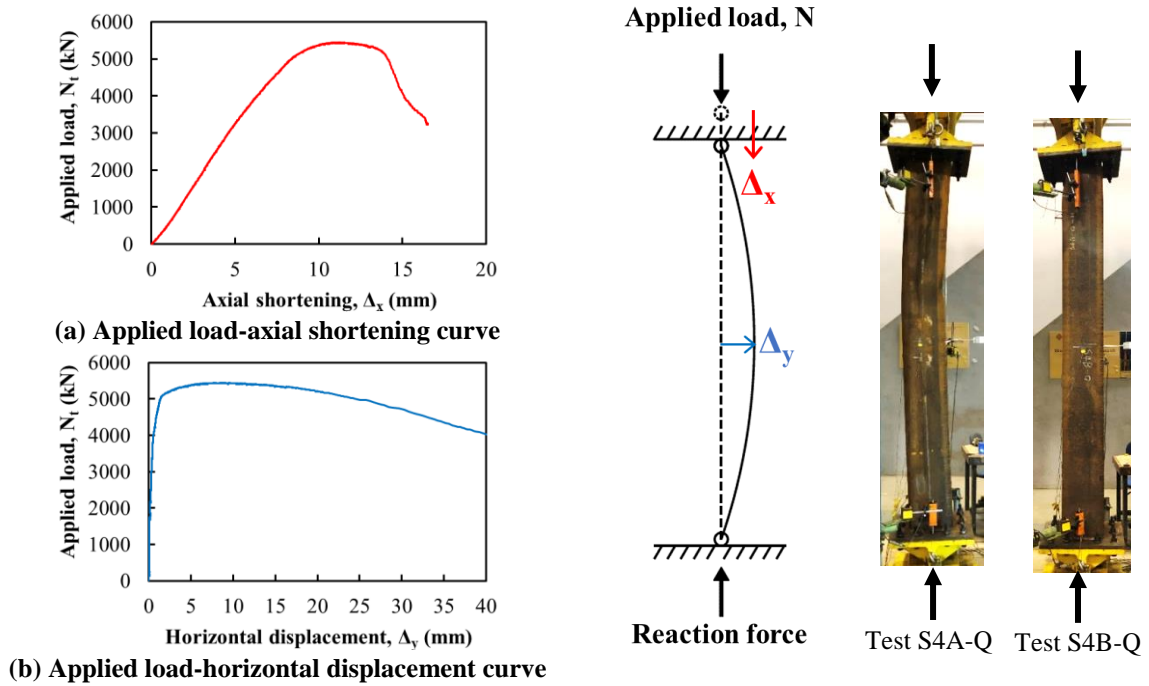 6000
5000
4000
3000
2000
1000
0
Applied load, Nt (kN)
0 5 10 15 20
Axial shortening, Δx (mm)
(a) Applied load-axial shortening curve
6000
5000
4000
3000
2000
1000
0
Applied load, Nt (kN)
0 5 10 15 20 25 30 35 40
Horizontal displacement, Δy (mm)
(b) Applied load-horizontal displacement curve
Applied load, N
Δx
Δy
Reaction force
Test S4A-Q
Test S4B-Q